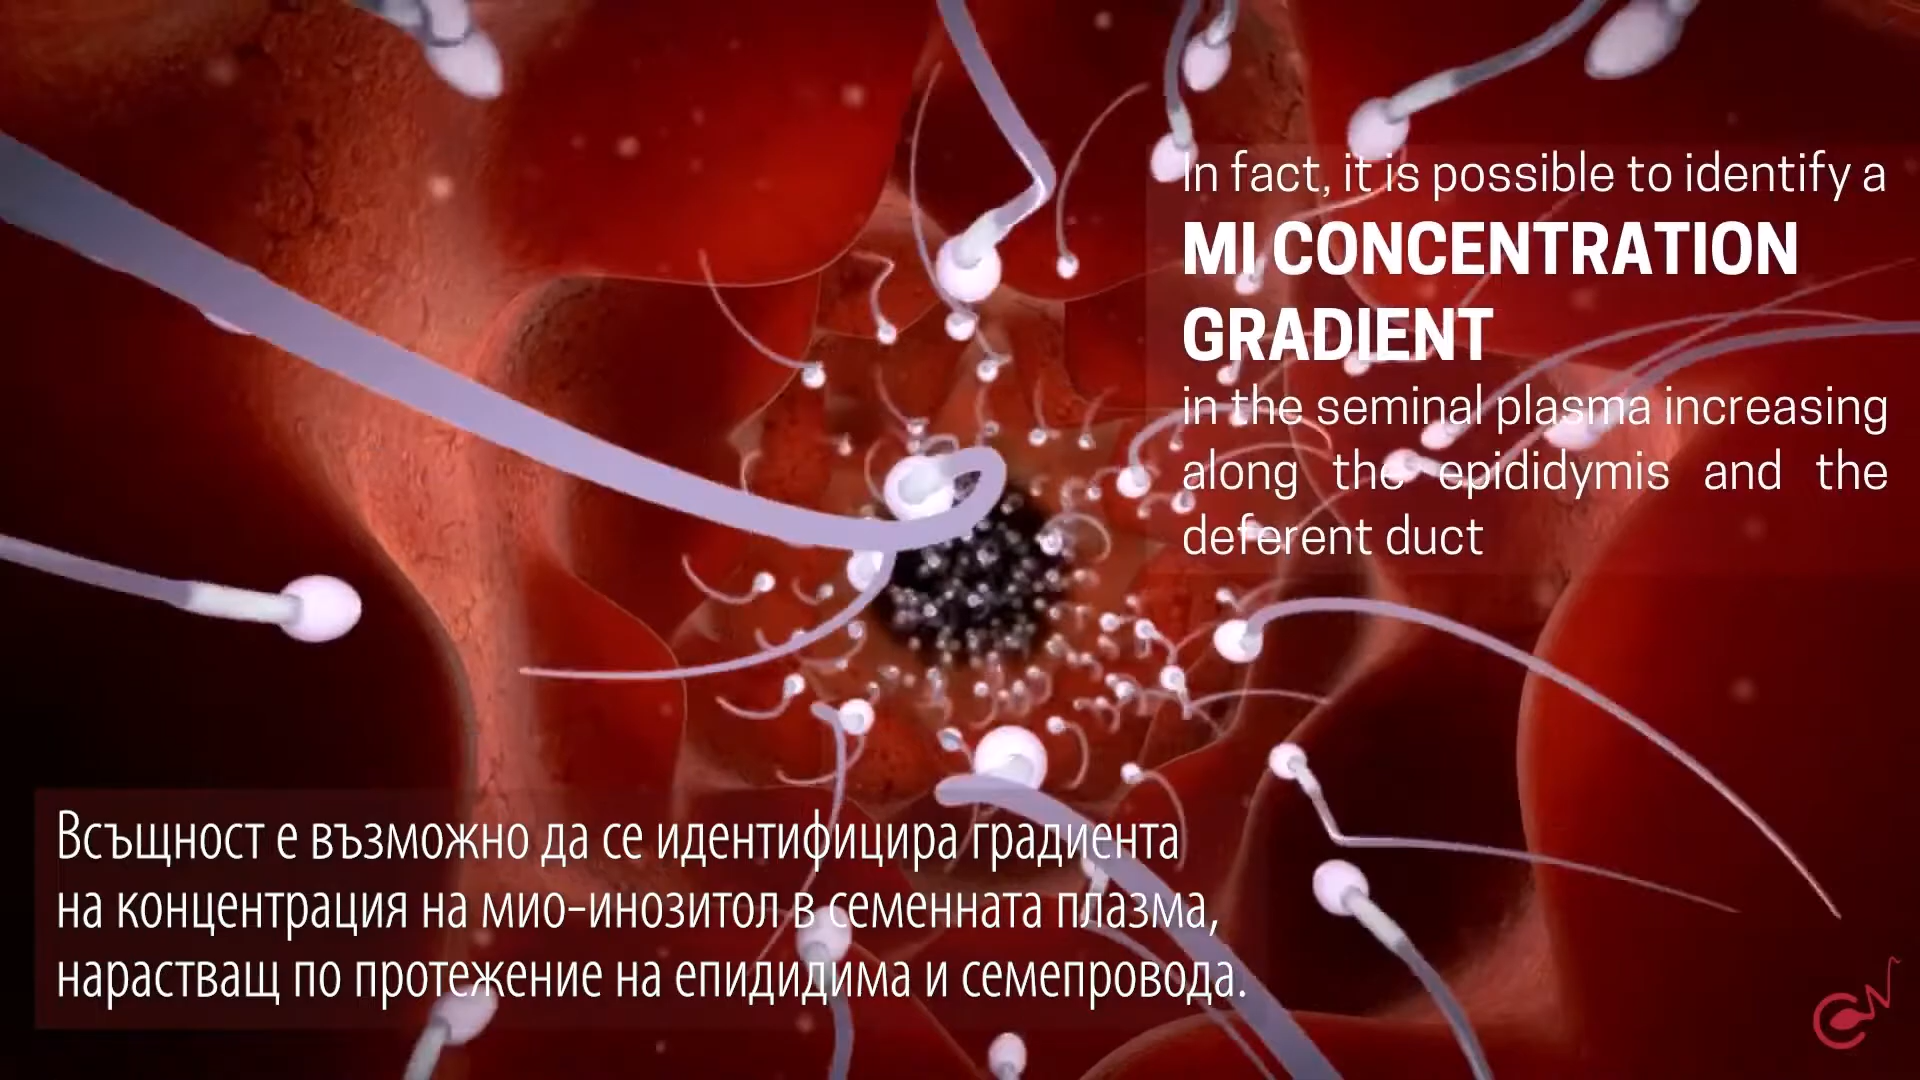 In fact, it is possible to identify a
MI CONCENTRATION
GRADIENT
in the seminal plasma increasing
along the epididymis and the
deferent duct
Всъщност е възможно да се идентифицира градиента
на концентрация на мио-инозитол в семенната плазма,
нарастващ по протежение на епидидима и семепровода.